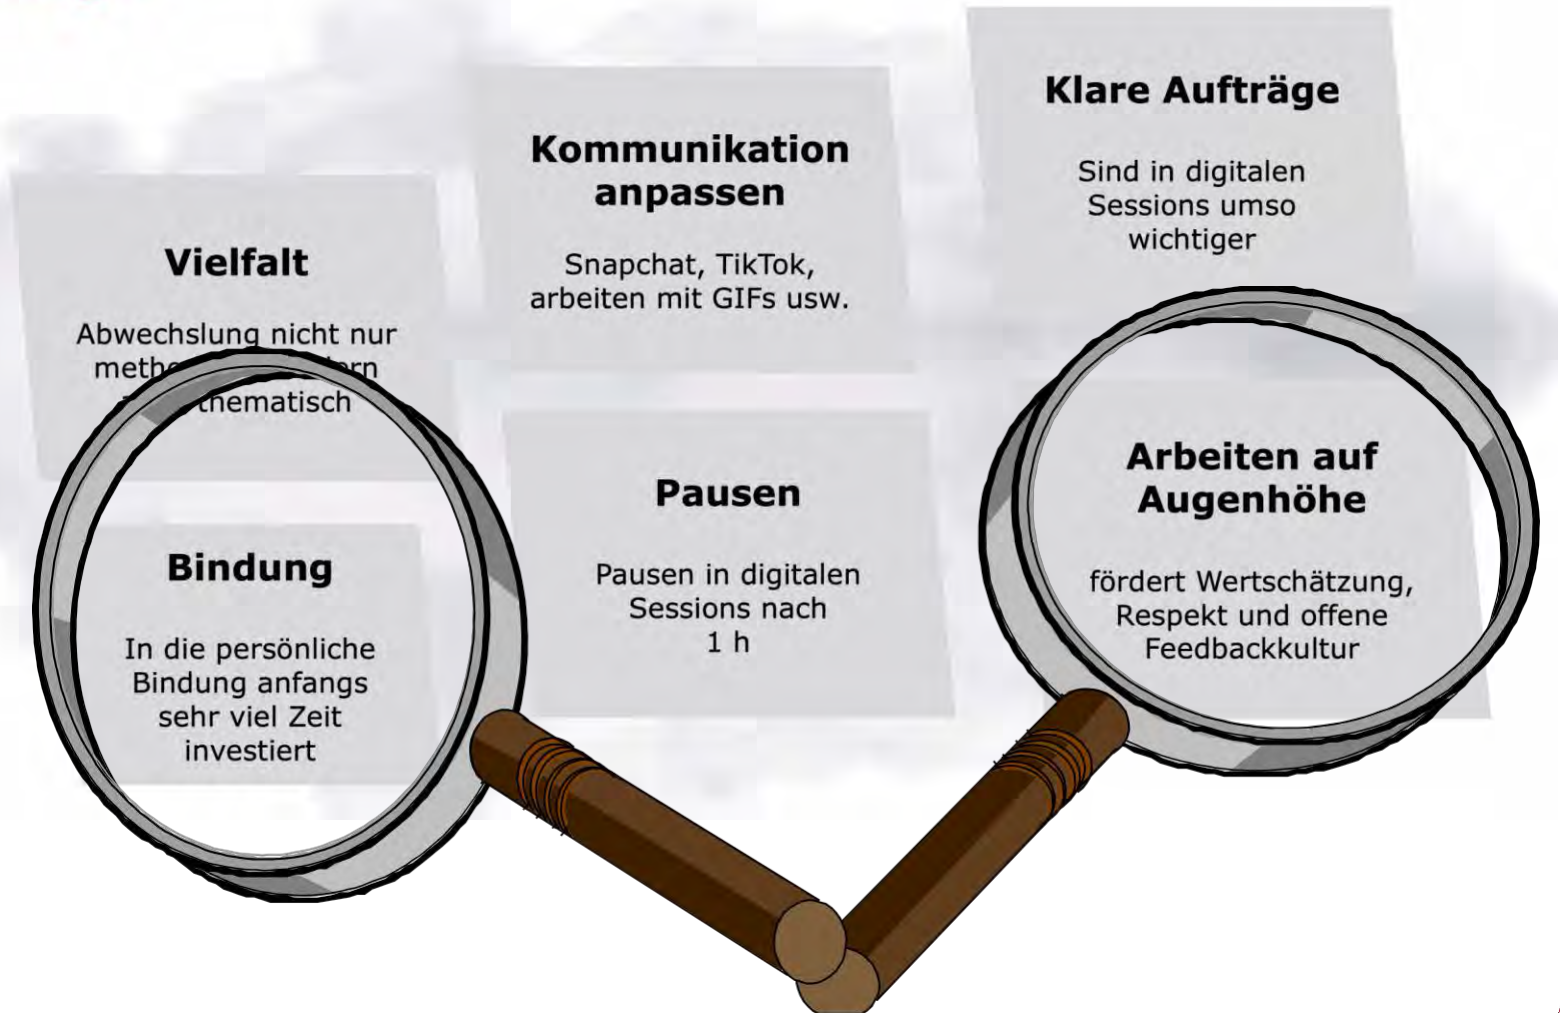 Vielfalt
Abwechslung nicht nur
thematisch
Kommunikation
anpassen
Snapchat, TikTok,
arbeiten mit GIFs usw.
Klare Aufträge
Sind in digitalen
Sessions umso
wichtiger
Bindung
In die persönliche
Bindung anfangs
sehr viel Zeit
investiert
Pausen
Pausen in digitalen
Sessions nach
1 h
Arbeiten auf
Augenhöhe
fördert Wertschätzung,
Respekt und offene
Feedbackkultur